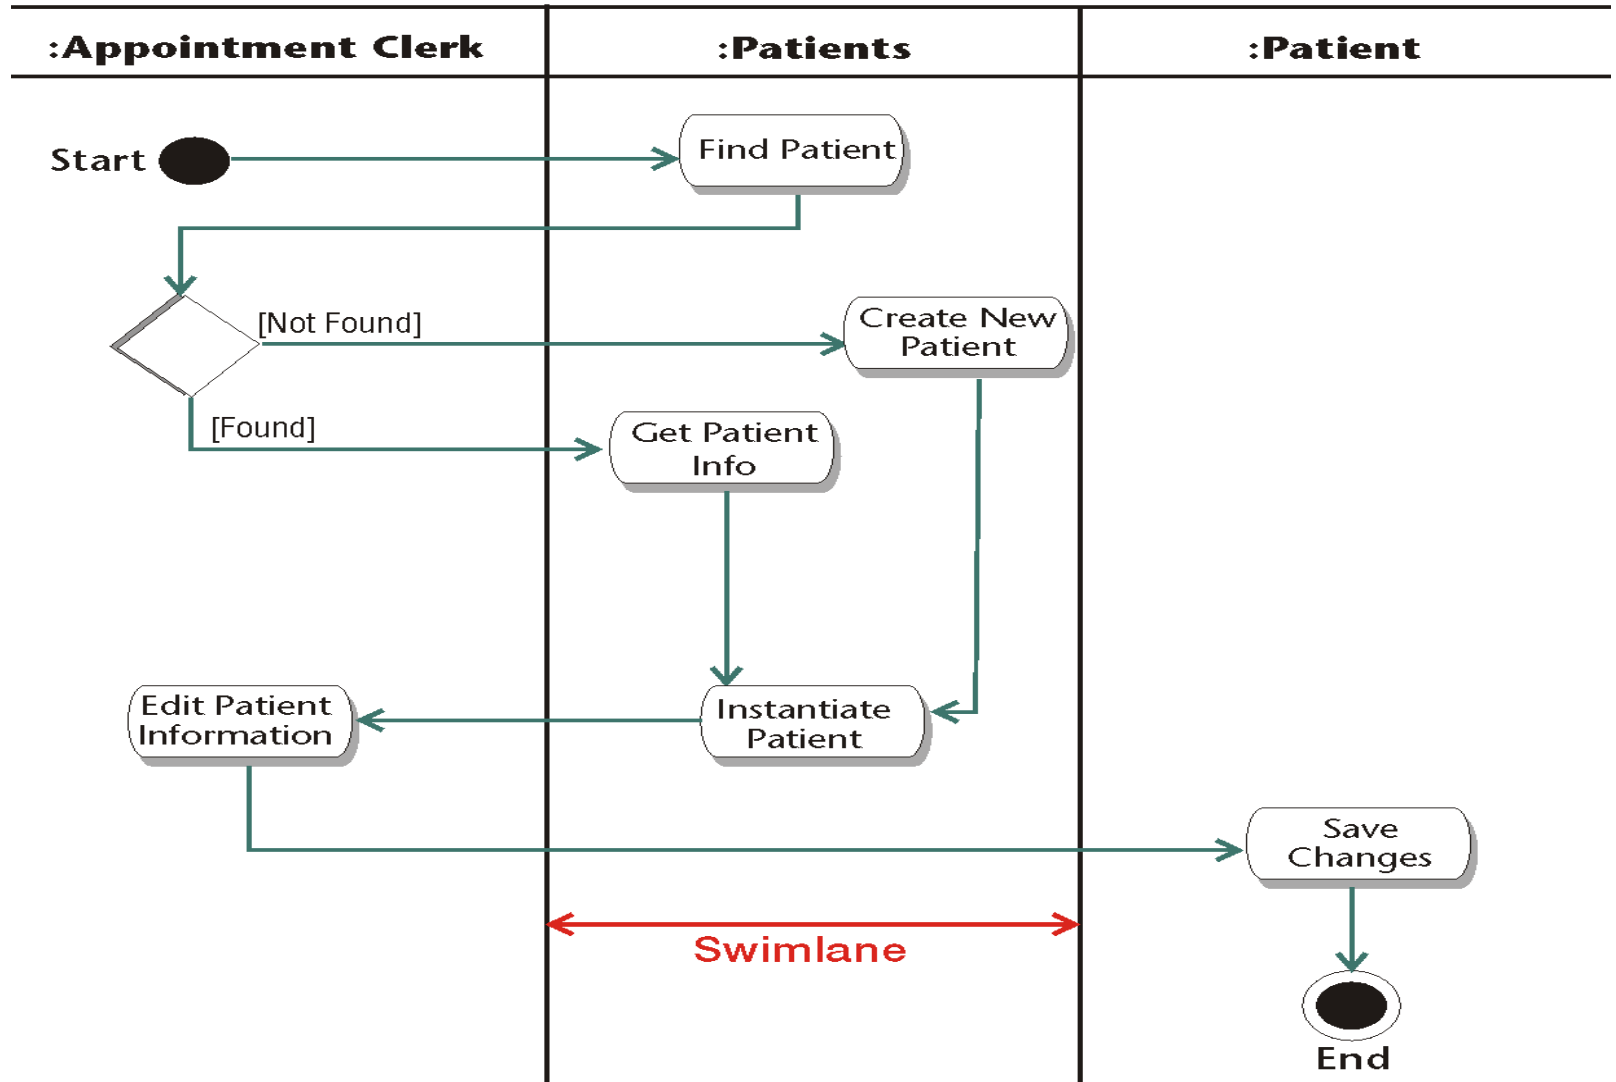 :Appointment Clerk
:Patients
:Patient
Start
Find Patient
[Not Found]
Create New
Patient
[Found]
Get Patient
Info
Edit Patient
Information
Instantiate
Patient
Save
Changes
Swimlane
End